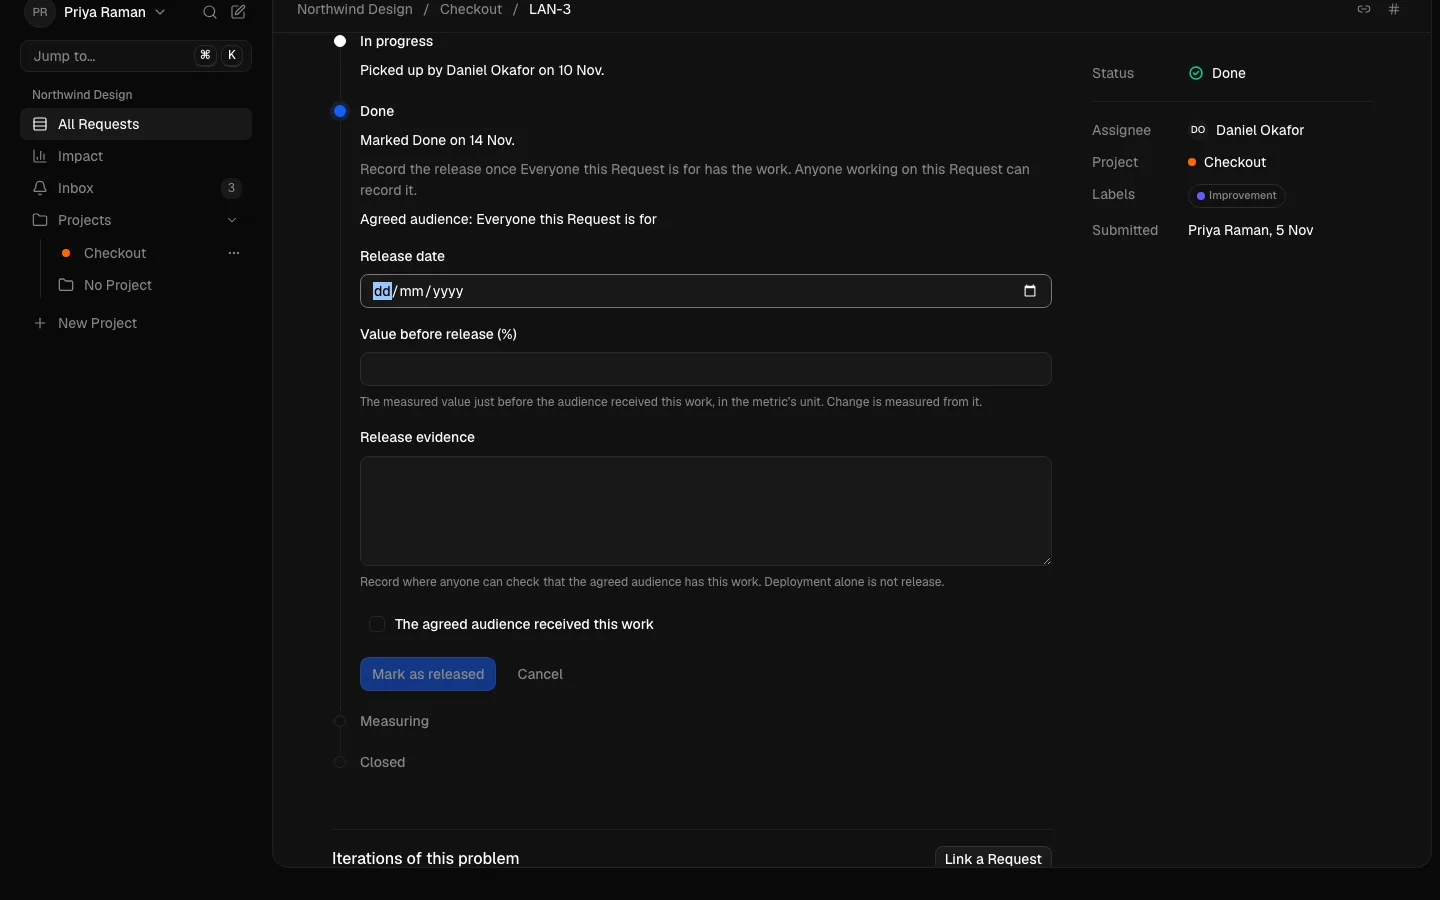 PR Priya Raman
Jump to... ⌘ K
Northwind Design
All Requests
Impact
Inbox 3
Projects
Checkout ...
No Project
New Project
Northwind Design / Checkout / LAN-3
In progress
Picked up by Daniel Okafor on 10 Nov.
Done
Marked Done on 14 Nov.
Record the release once Everyone this Request is for has the work. Anyone working on this Request can
record it.
Agreed audience: Everyone this Request is for
Release date
dd/mm/yyyy
Value before release (%)
The measured value just before the audience received this work, in the metric's unit. Change is measured from it.
Release evidence
Record where anyone can check that the agreed audience has this work. Deployment alone is not release.
The agreed audience received this work
Mark as released Cancel
Measuring
Closed
Iterations of this problem Link a Request
Status Done
Assignee DO Daniel Okafor
Project Checkout
Labels Improvement
Submitted Priya Raman, 5 Nov